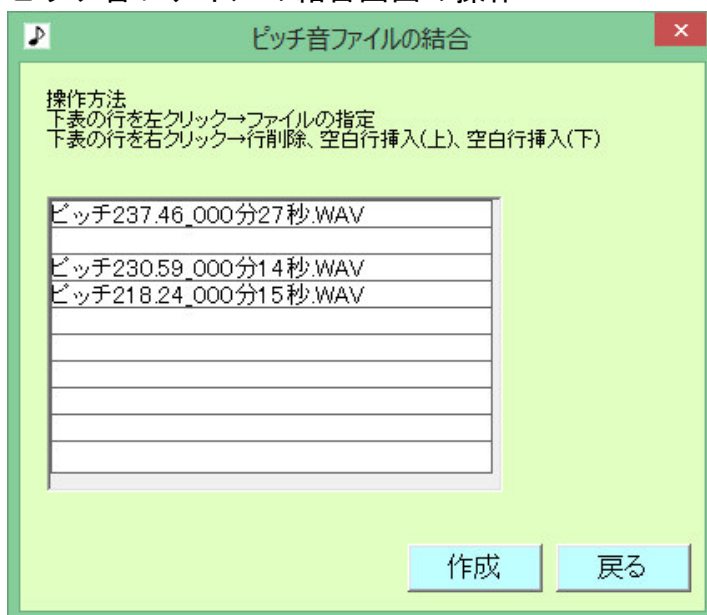 ピッチ音ファイルの結合
操作方法
下表の行を左クリック→ファイルの指定
下表の行を右クリック→行削除、空白行挿入(上)、空白行挿入(下)
ピッチ237.46_000分27秒.WAV
ピッチ230.59_000分14秒.WAV
ピッチ218.24_000分15秒.WAV
作成
戻る